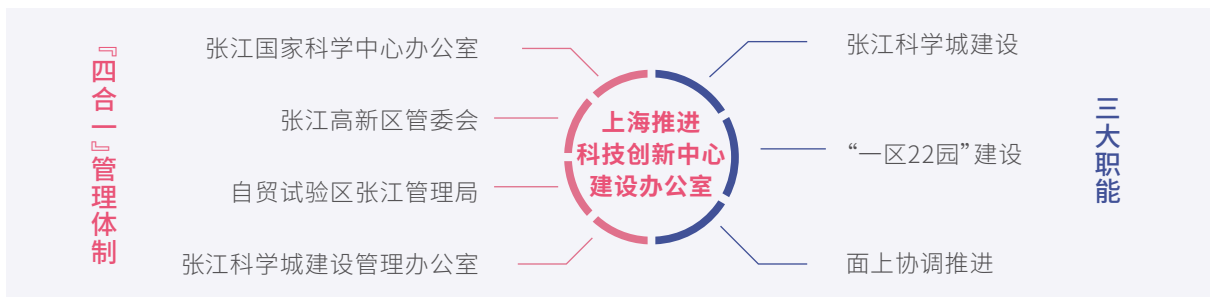 『四合一』管理体制
张江国家科学中心办公室
张江高新区管委会
自贸试验区张江管理局
张江科学城建设管理办公室
上海推进
科技创新中心
建设办公室
张江科学城建设
“一区22园”建设
面上协调推进
三大职能